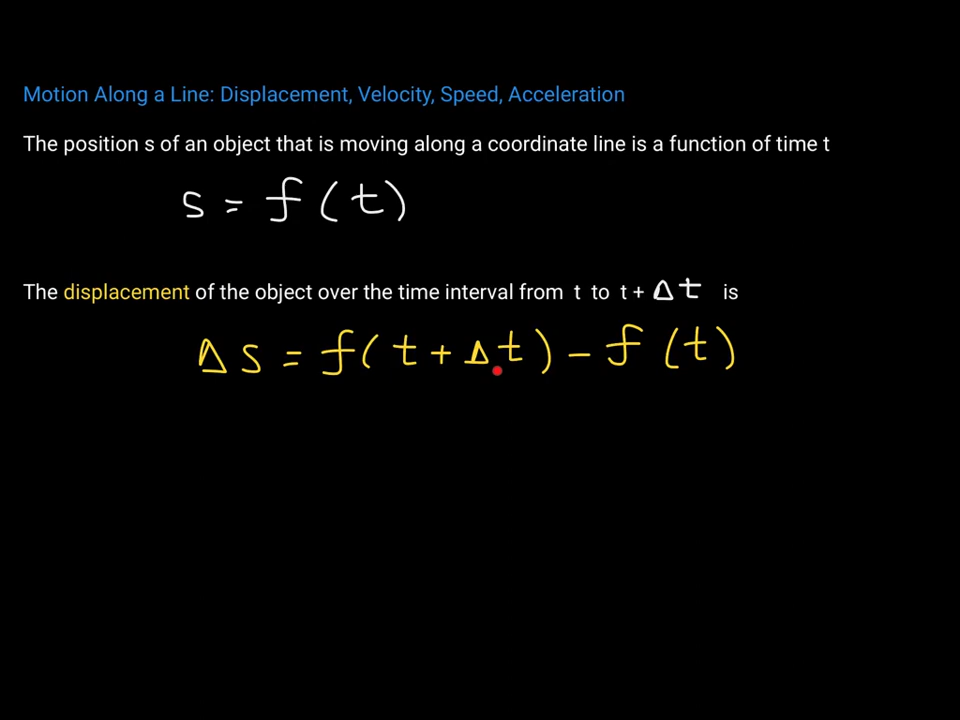 Motion Along a Line: Displacement, Velocity, Speed, Acceleration
The position s of an object that is moving along a coordinate line is a function of time t
s = f(t)
The displacement of the object over the time interval from t to t + Δt is
Δs = f(t + Δt) - f(t)